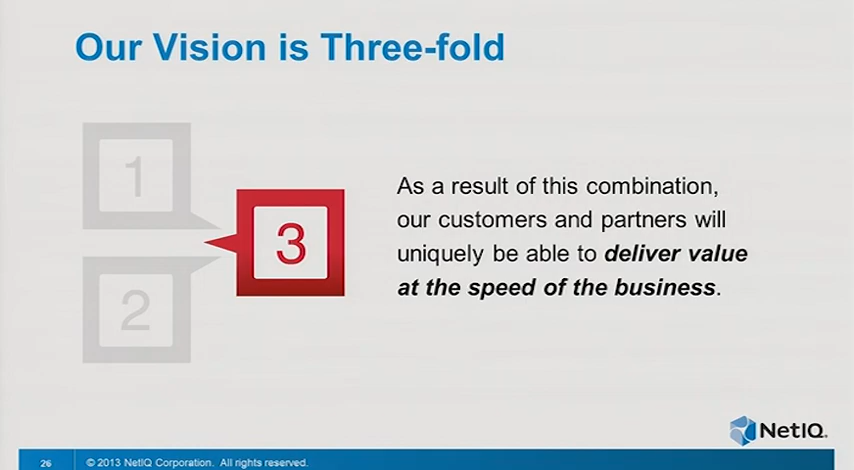 Our Vision is Three-fold
1
2
3
As a result of this combination,
our customers and partners will
uniquely be able to deliver value
at the speed of the business.
NetIQ.
26 © 2013 NetIQ Corporation. All rights reserved.